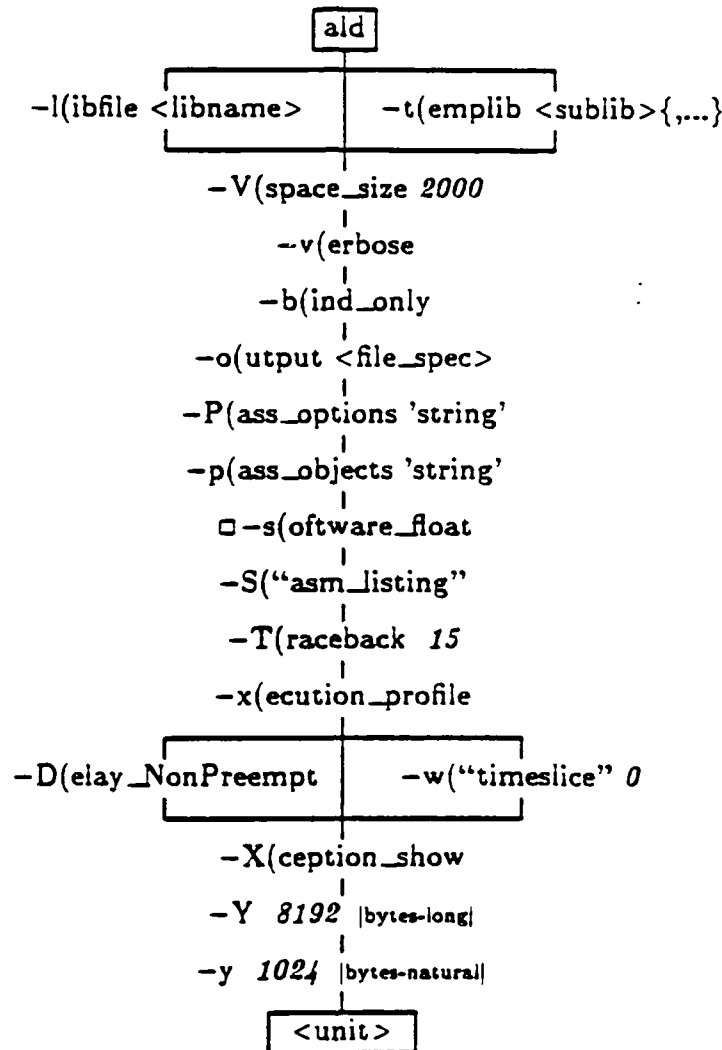 ald
–l(ibfile <libname> –t(emplib <sublib>{,...}
–V(space_size 2000
–v(erbose
–b(ind_only
–o(utput <file_spec>
–P(ass_options 'string'
–p(ass_objects 'string'
□ –s(oftware_float
–S(“asm_listing”
–T(raceback 15
–x(ecution_profile
–D(elay_NonPreempt –w(“timeslice” 0
–X(ception_show
–Y 8192 |bytes-long|
–y 1024 |bytes-natural|
<unit>